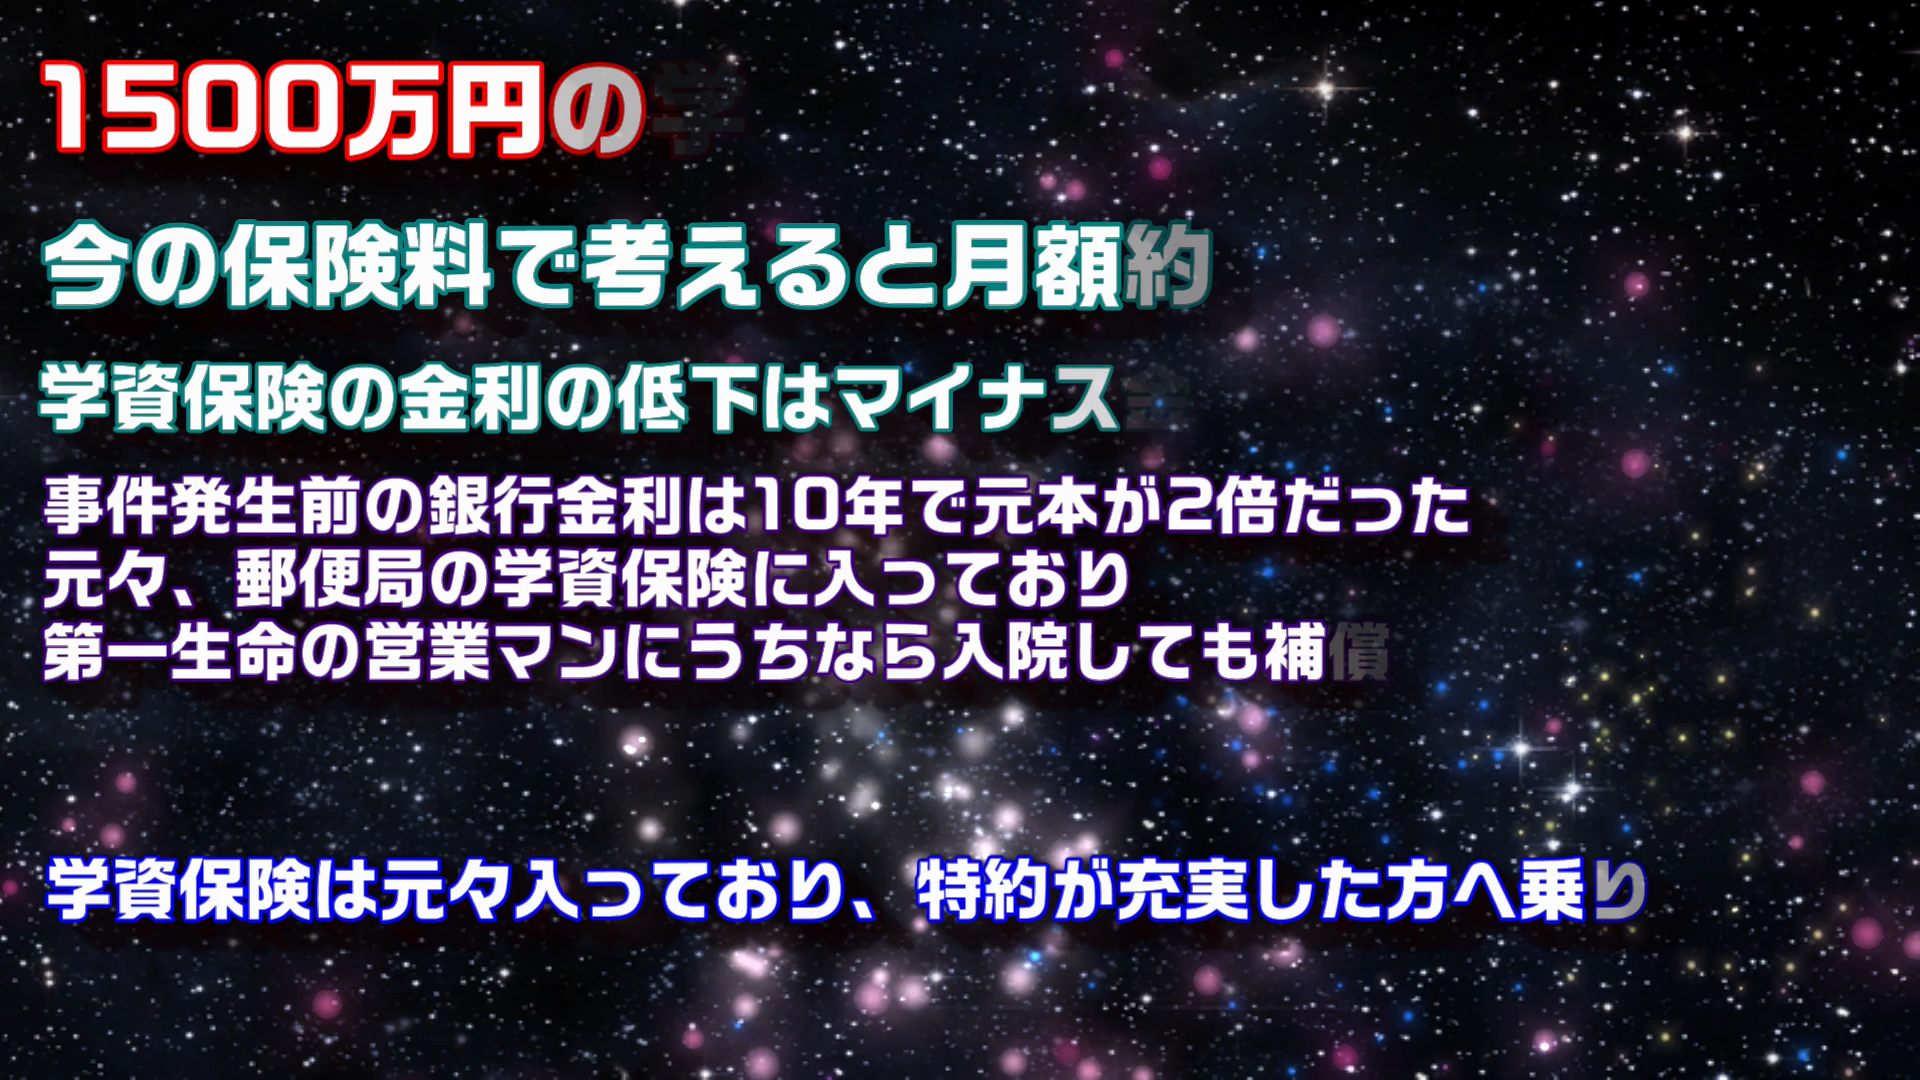 1500万円の学
今の保険料で考えると月額約
学資保険の金利の低下はマイナス金
事件発生前の銀行金利は10年で元本が2倍だった
元々、郵便局の学資保険に入っており
第一生命の営業マンにうちなら入院しても補償
学資保険は元々入っており、特約が充実した方へ乗り